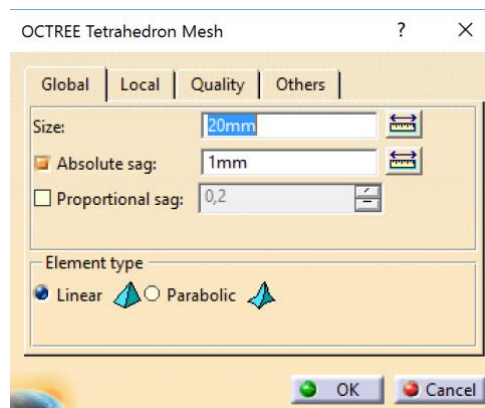 OCTREE Tetrahedron Mesh ? ×
Global Local Quality Others
Size: 20mm
Absolute sag: 1mm
Proportional sag: 0,2
Element type
Linear Parabolic
OK Cancel